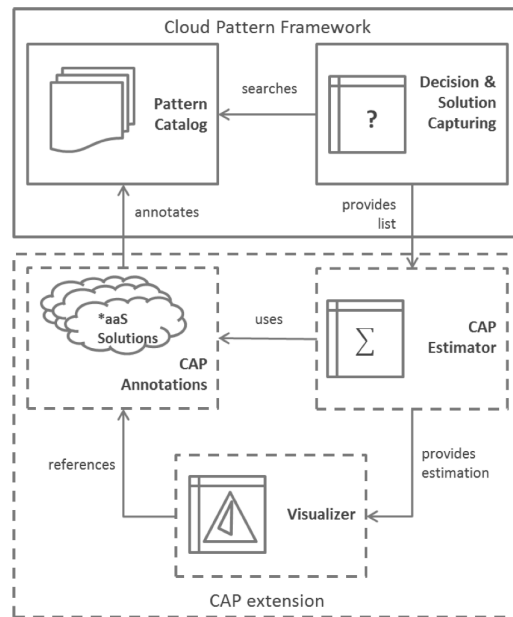 Cloud Pattern Framework
Pattern
Catalog
searches
?
Decision &
Solution
Capturing
annotates
provides
list
*aaS
Solutions
CAP
Annotations
uses
∑
CAP
Estimator
references
provides
estimation
Visualizer
CAP extension